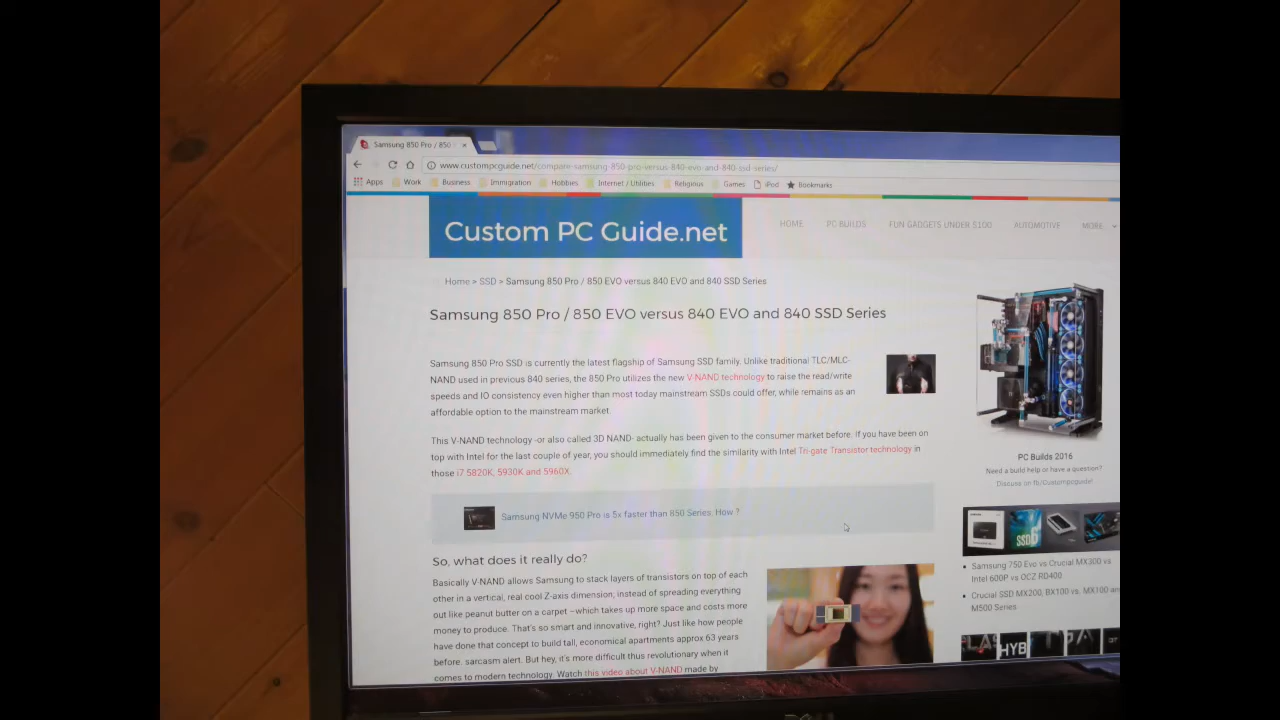 Samsung 850 Pro / 850
www.custompcguide.net/compare-samsung-850-pro-versus-840-evo-and-840-ssd-series/
Apps Work Business Immigration Hobbies Internet / Utilities Religious Games iPod Bookmarks
Custom PC Guide.net
HOME PC BUILDS FUN GADGETS UNDER $100 AUTOMOTIVE MORE
Home > SSD > Samsung 850 Pro / 850 EVO versus 840 EVO and 840 SSD Series
Samsung 850 Pro / 850 EVO versus 840 EVO and 840 SSD Series
Samsung 850 Pro SSD is currently the latest flagship of Samsung SSD family. Unlike traditional TLC/MLC-
NAND used in previous 840 series, the 850 Pro utilizes the new V-NAND technology to raise the read/write
speeds and IO consistency even higher than most today mainstream SSDs could offer, while remains as an
affordable option to the mainstream market.
This V-NAND technology -or also called 3D NAND- actually has been given to the consumer market before. If you have been on
top with Intel for the last couple of year, you should immediately find the similarity with Intel Tri-gate Transistor technology in
those i7 5820K, 5930K and 5960X.
Samsung NVMe 950 Pro is 5x faster than 850 Series. How ?
So, what does it really do?
Basically V-NAND allows Samsung to stack layers of transistors on top of each
other in a vertical, real cool Z-axis dimension; instead of spreading everything
out like peanut butter on a carpet –which takes up more space and costs more
money to produce. That's so smart and innovative, right? Just like how people
have done that concept to build tall, economical apartments approx 63 years
before. sarcasm alert. But hey, it's more difficult thus revolutionary when it
comes to modern technology. Watch this video about V-NAND made by
PC Builds 2016
Need a build help or have a question?
Discuss on fb/Custompcguide!
SSD6
Samsung 750 Evo vs Crucial MX300 vs
Intel 600P vs OCZ RD400
Crucial SSD MX200, BX100 vs. MX100 an
M500 Series
HYB